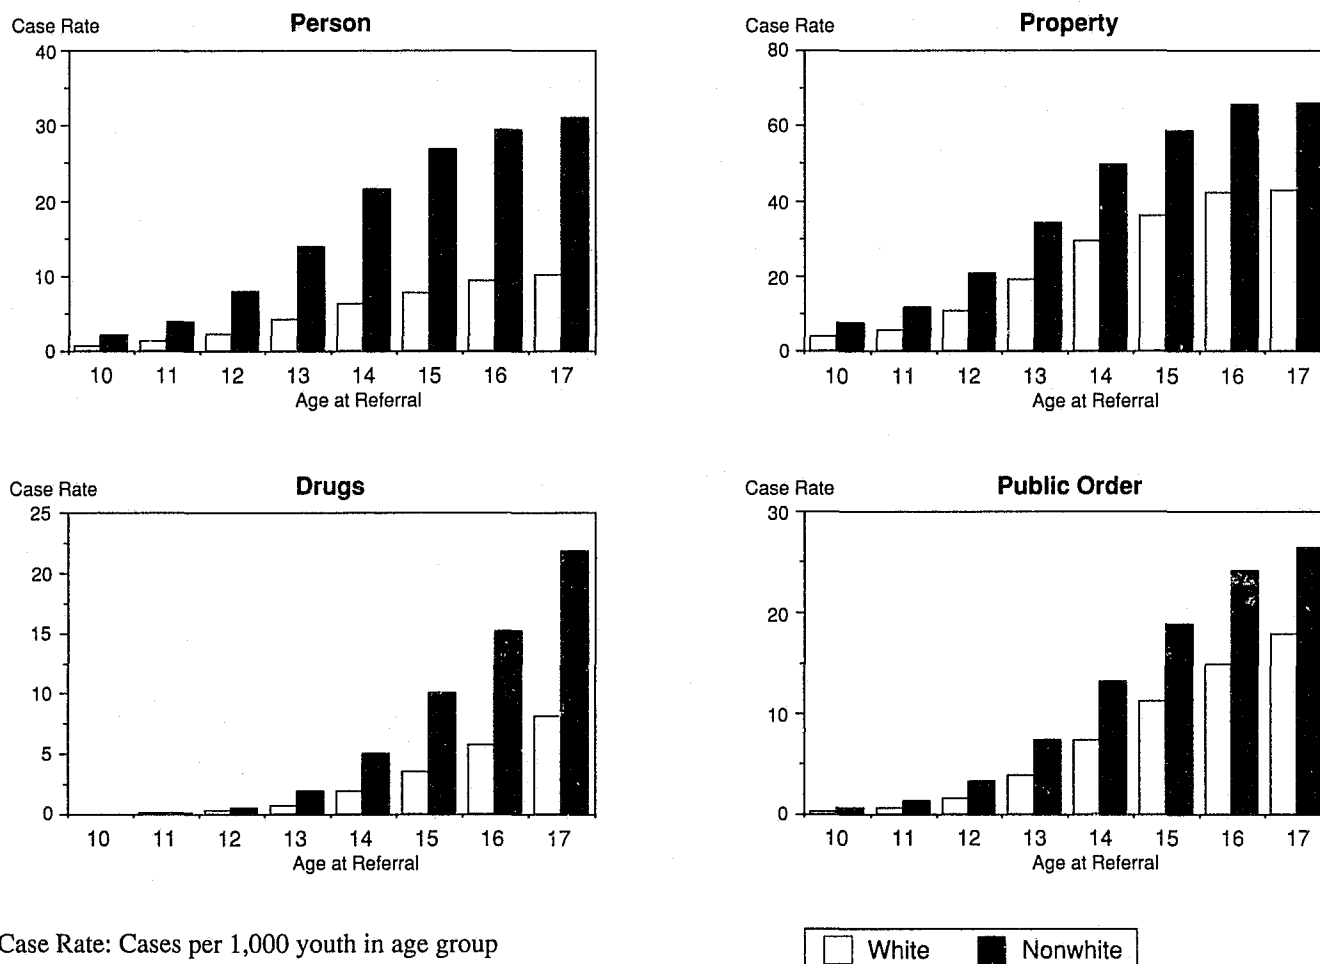 Person
Case Rate
40
30
20
10
0
10 11 12 13 14 15 16 17
Age at Referral
Property
Case Rate
80
60
40
20
0
10 11 12 13 14 15 16 17
Age at Referral
Drugs
Case Rate
25
20
15
10
5
0
10 11 12 13 14 15 16 17
Age at Referral
Public Order
Case Rate
30
20
10
0
10 11 12 13 14 15 16 17
Age at Referral
Case Rate: Cases per 1,000 youth in age group
White Nonwhite